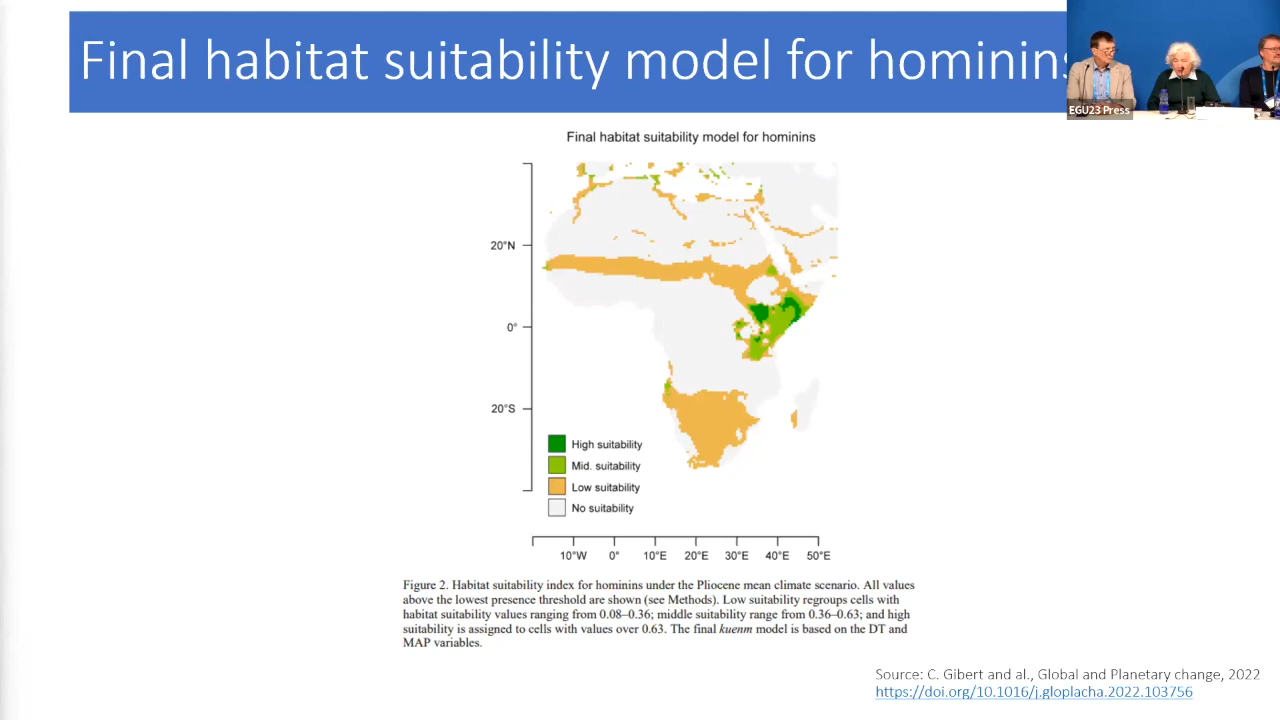 Final habitat suitability model for hominins
EGU23 Press
Final habitat suitability model for hominins
20°N
0°
20°S
High suitability
Mid. suitability
Low suitability
No suitability
10°W 0° 10°E 20°E 30°E 40°E 50°E
Figure 2. Habitat suitability index for hominins under the Pliocene mean climate scenario. All values
above the lowest presence threshold are shown (see Methods). Low suitability regroups cells with
habitat suitability values ranging from 0.08–0.36; middle suitability range from 0.36–0.63; and high
suitability is assigned to cells with values over 0.63. The final kuenm model is based on the DT and
MAP variables.
Source: C. Gibert and al., Global and Planetary change, 2022
https://doi.org/10.1016/j.gloplacha.2022.103756